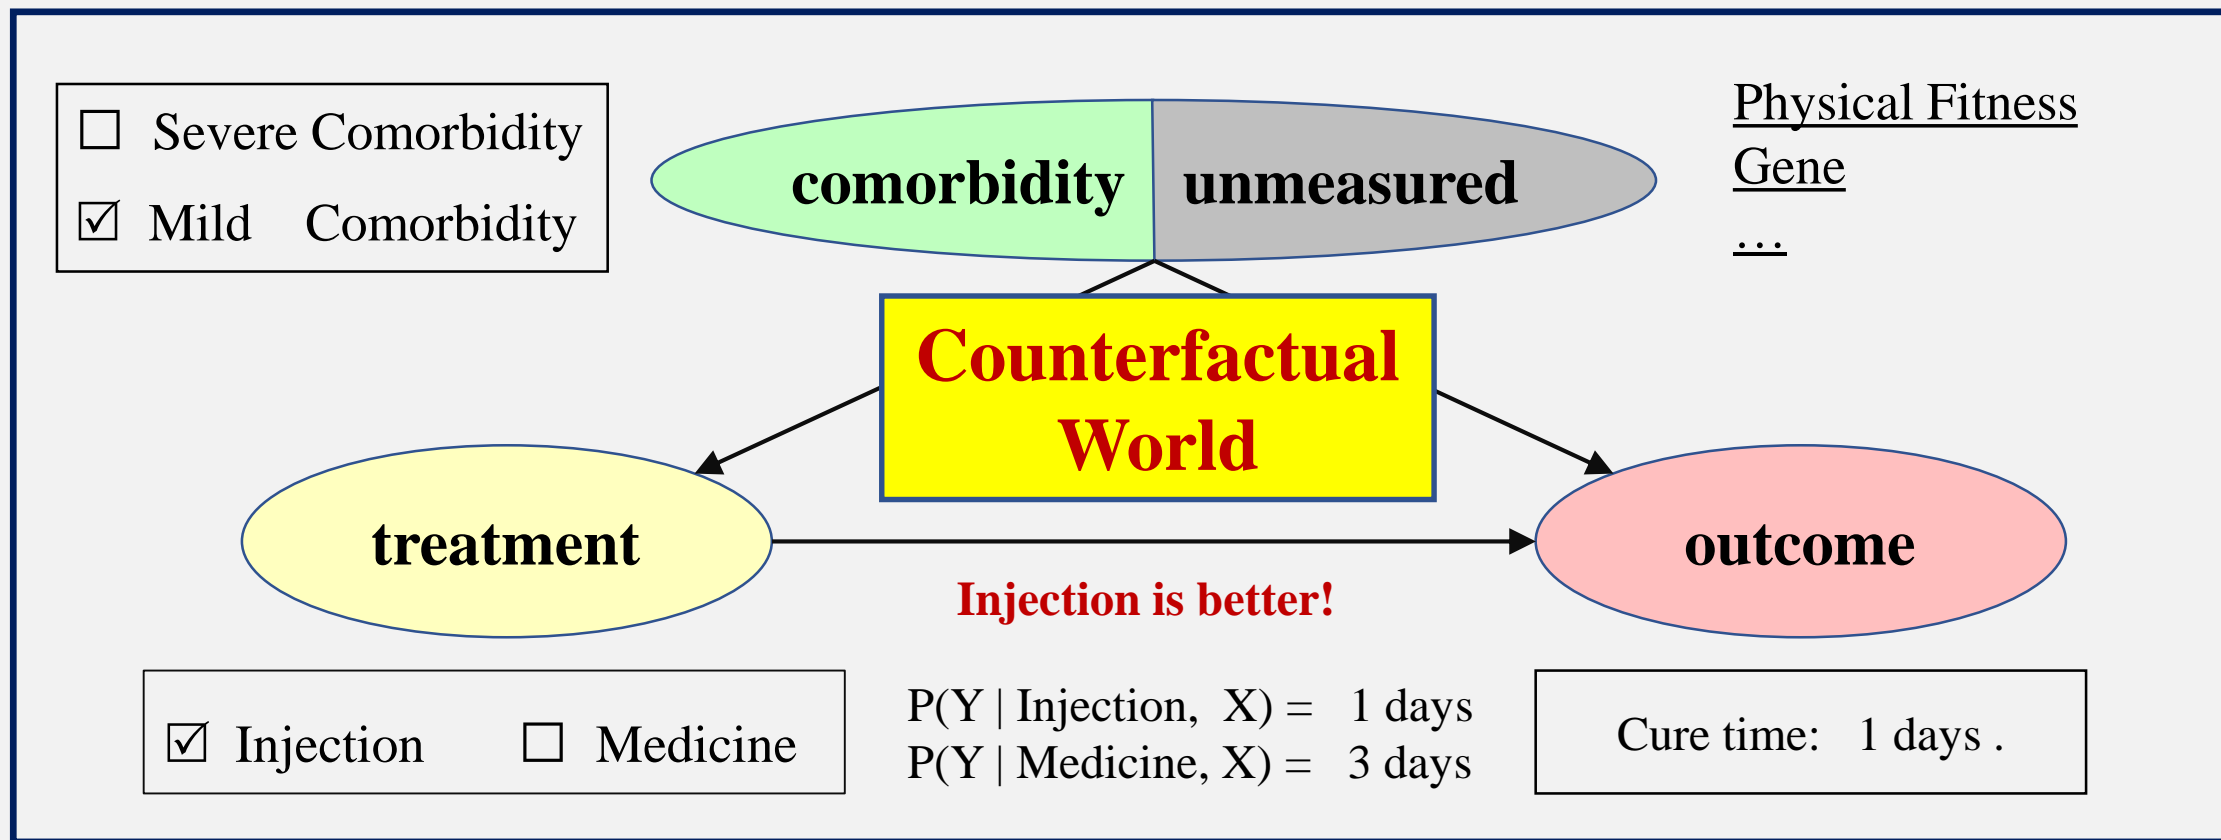 ☐ Severe Comorbidity
☑ Mild Comorbidity
comorbidity
unmeasured
Physical Fitness
Gene
…
Counterfactual
World
treatment
outcome
Injection is better!
☑ Injection ☐ Medicine
P(Y | Injection, X) = 1 days
P(Y | Medicine, X) = 3 days
Cure time: 1 days .